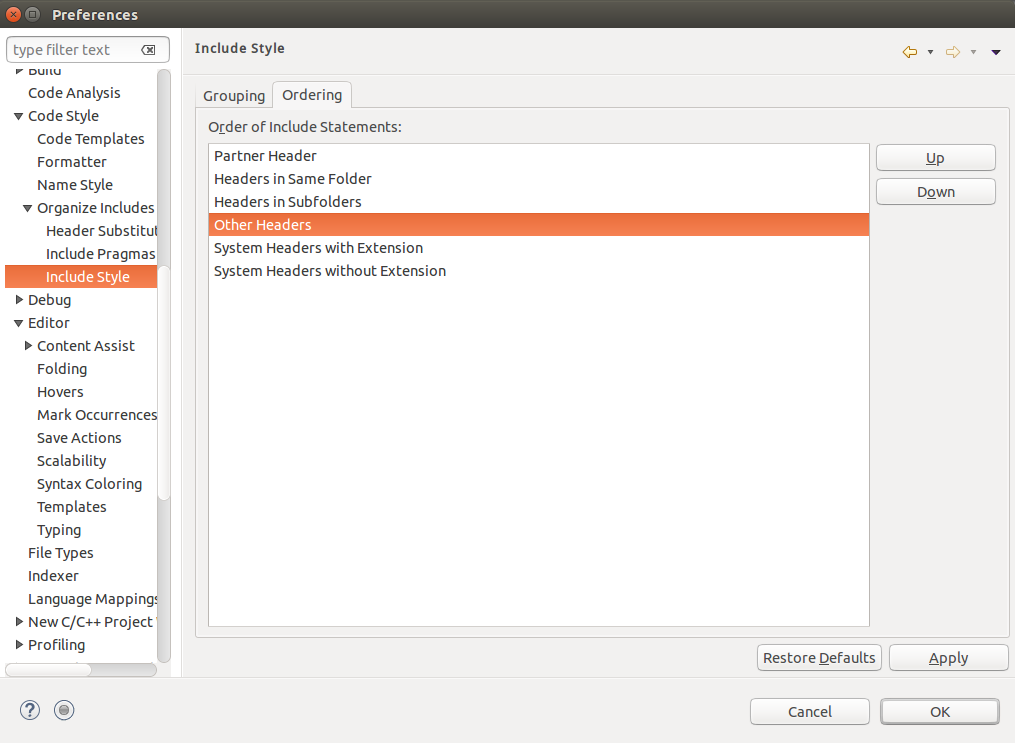 Preferences
type filter text
Build
Code Analysis
Code Style
Code Templates
Formatter
Name Style
Organize Includes
Header Substitut
Include Pragmas
Include Style
Debug
Editor
Content Assist
Folding
Hovers
Mark Occurrences
Save Actions
Scalability
Syntax Coloring
Templates
Typing
File Types
Indexer
Language Mappings
New C/C++ Project
Profiling
Include Style
Grouping
Ordering
Order of Include Statements:
Partner Header
Headers in Same Folder
Headers in Subfolders
Other Headers
System Headers with Extension
System Headers without Extension
Up
Down
Restore Defaults
Apply
?
Cancel
OK